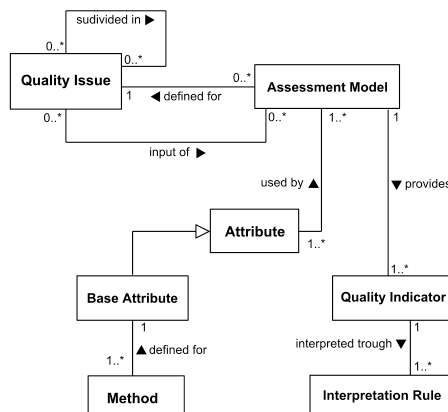 sudivided in ▶
0..*
0..*
Quality Issue
1
◀ defined for
0..*
Assessment Model
0..*
input of ▶
0..*
1..*
1
used by ▲
▼ provides
Attribute
1..*
1..*
Base Attribute
Quality Indicator
1
▲ defined for
1..*
1
interpreted trough ▼
1..*
Method
Interpretation Rule